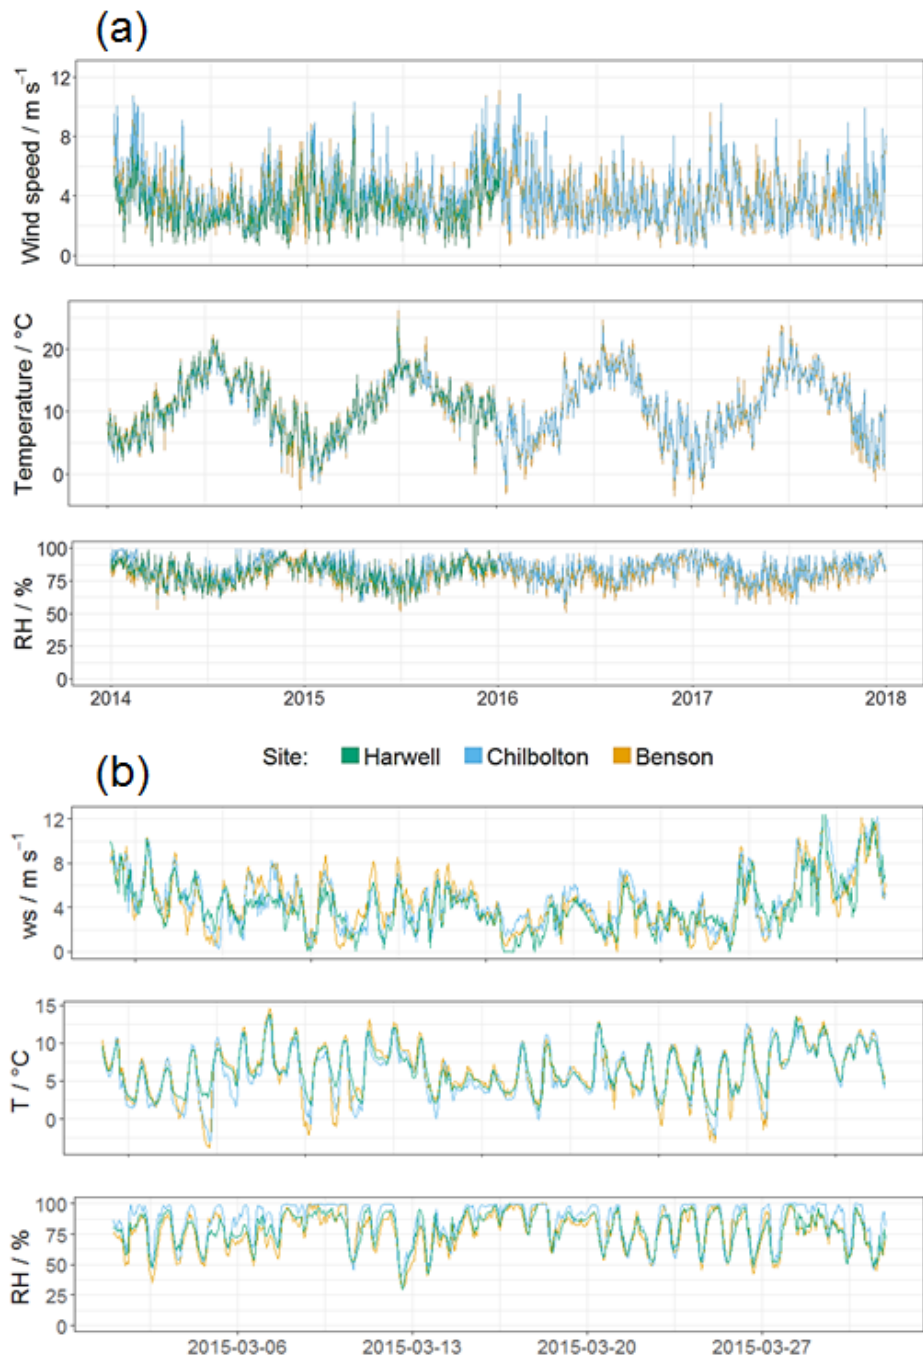 (a)
Wind speed / m s⁻¹
12
8
4
0
Temperature / °C
20
10
0
RH / %
100
75
50
25
0
2014 2015 2016 2017 2018
Site: Harwell Chilbolton Benson
(b)
ws / m s⁻¹
12
8
4
0
T / °C
15
10
5
0
RH / %
100
75
50
25
0
2015-03-06 2015-03-13 2015-03-20 2015-03-27